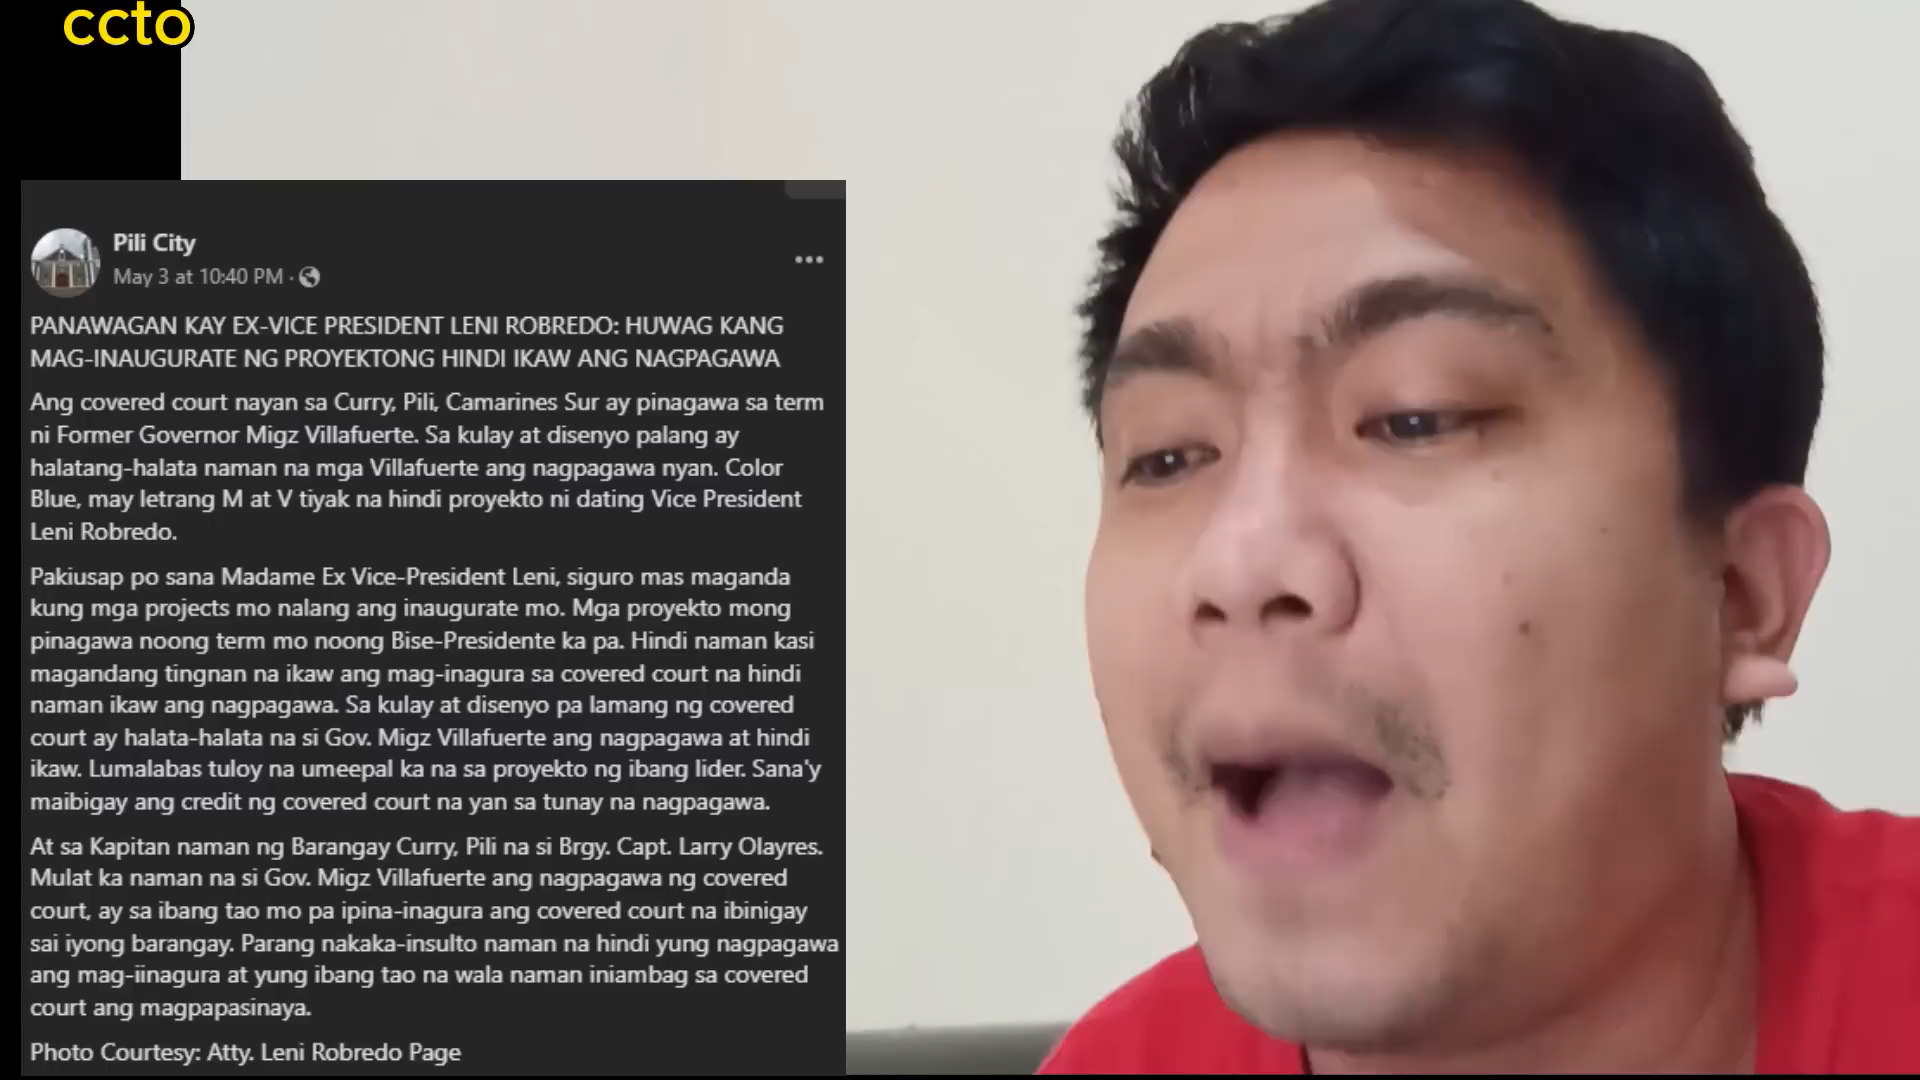 ccto
Pili City
May 3 at 10:40 PM ·
PANAWAGAN KAY EX-VICE PRESIDENT LENI ROBREDO: HUWAG KANG
MAG-INAUGURATE NG PROYEKTONG HINDI IKAW ANG NAGPAGAWA
Ang covered court nayan sa Curry, Pili, Camarines Sur ay pinagawa sa term
ni Former Governor Migz Villafuerte. Sa kulay at disenyo palang ay
halatang-halata naman na mga Villafuerte ang nagpagawa nyan. Color
Blue, may letrang M at V tiyak na hindi proyekto ni dating Vice President
Leni Robredo.
Pakiusap po sana Madame Ex Vice-President Leni, siguro mas maganda
kung mga projects mo nalang ang inaugurate mo. Mga proyekto mong
pinagawa noong term mo noong Bise-Presidente ka pa. Hindi naman kasi
magandang tingnan na ikaw ang mag-inagura sa covered court na hindi
naman ikaw ang nagpagawa. Sa kulay at disenyo pa lamang ng covered
court ay halata-halata na si Gov. Migz Villafuerte ang nagpagawa at hindi
ikaw. Lumalabas tuloy na umeepal ka na sa proyekto ng ibang lider. Sana'y
maibigay ang credit ng covered court na yan sa tunay na nagpagawa.
At sa Kapitan naman ng Barangay Curry, Pili na si Brgy. Capt. Larry Olayres.
Mulat ka naman na si Gov. Migz Villafuerte ang nagpagawa ng covered
court, ay sa ibang tao mo pa ipina-inagura ang covered court na ibinigay
sai iyong barangay. Parang nakaka-insulto naman na hindi yung nagpagawa
ang mag-iinagura at yung ibang tao na wala naman iniambag sa covered
court ang magpapasinaya.
Photo Courtesy: Atty. Leni Robredo Page